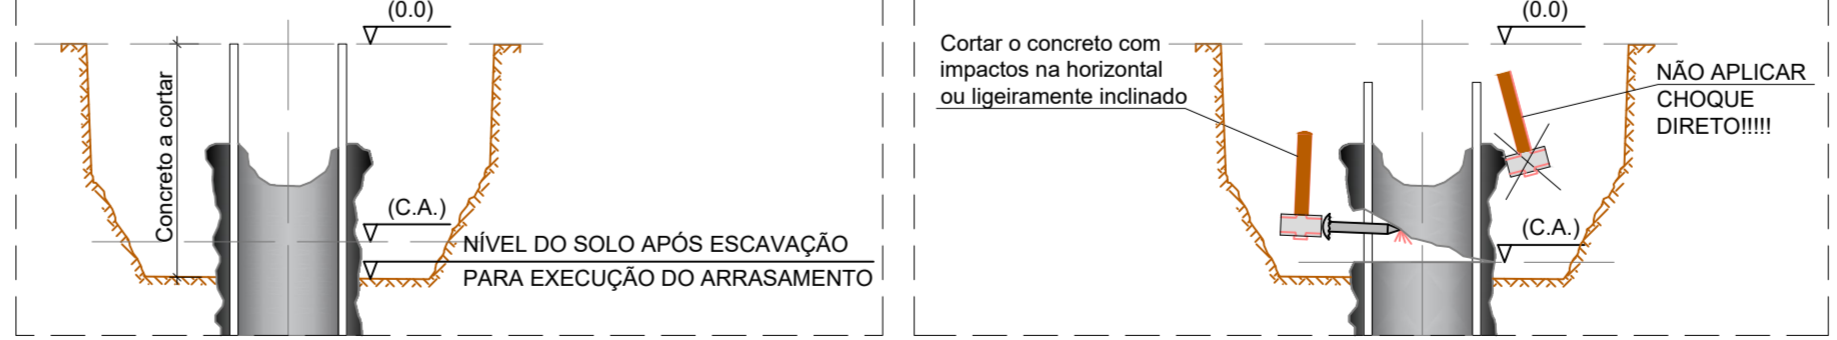 (0.0)
Concreto a cortar
(C.A.)
NÍVEL DO SOLO APÓS ESCAVAÇÃO
PARA EXECUÇÃO DO ARRASAMENTO
(0.0)
Cortar o concreto com
impactos na horizontal
ou ligeiramente inclinado
NÃO APLICAR
CHOQUE
DIRETO!!!!!
(C.A.)